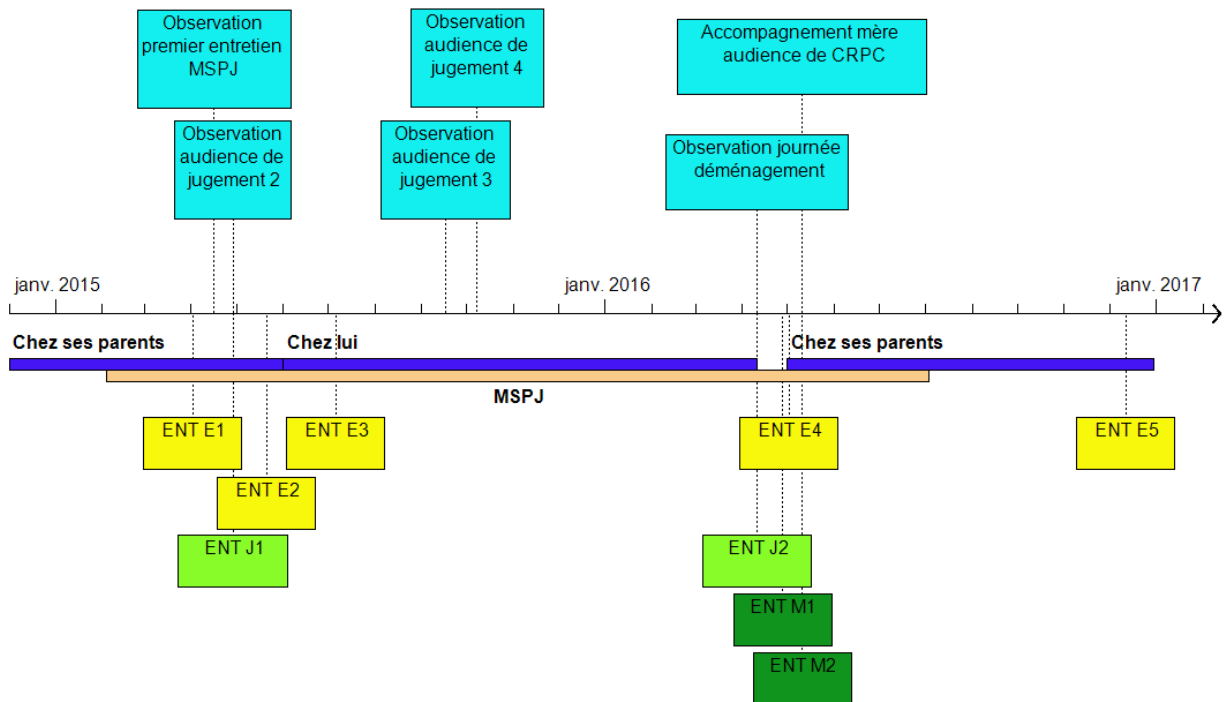 Observation
premier entretien
MSPJ
Observation
audience de
jugement 4
Accompagnement mère
audience de CRPC
Observation
audience de
jugement 2
Observation
audience de
jugement 3
Observation journée
déménagement
janv. 2015
janv. 2016
janv. 2017
Chez ses parents
Chez lui
Chez ses parents
MSPJ
ENT E1
ENT E3
ENT E4
ENT E5
ENT E2
ENT J1
ENT J2
ENT M1
ENT M2